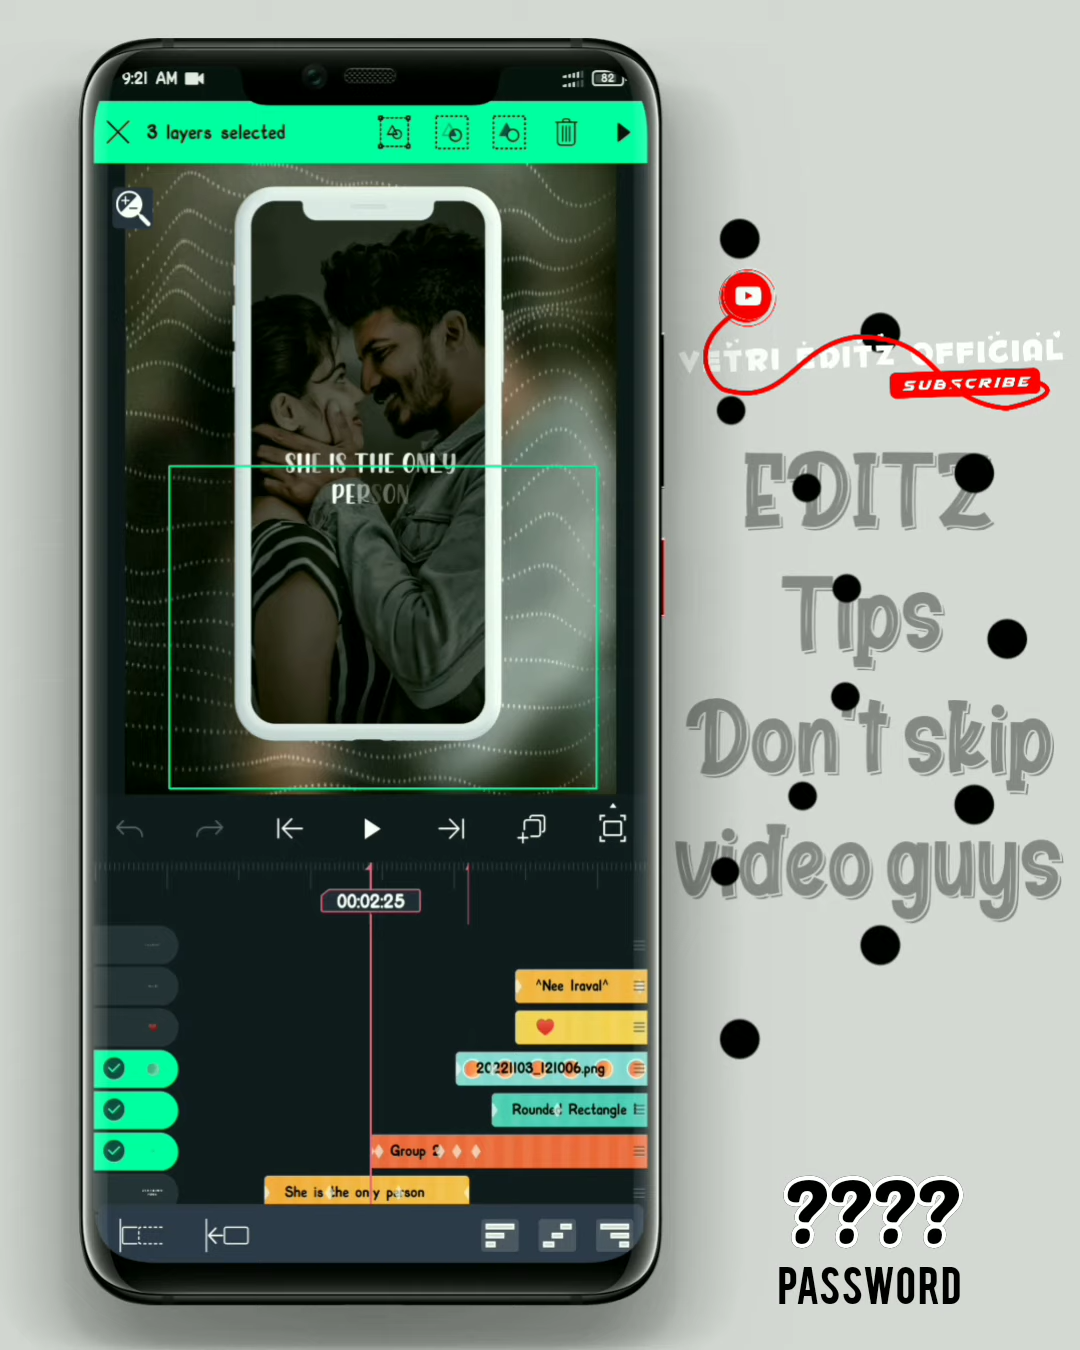 9:21 AM
82
3 layers selected
VETRI EDITZ OFFICIAL
SUBSCRIBE
SHE IS THE ONLY
PERSON
EDITZ
Tips
Don't skip
video guys
00:02:25
^Nee Iraval^
20221103_121006.png
Rounded Rectangle 1
Group 2
She is the only person
????
PASSWORD